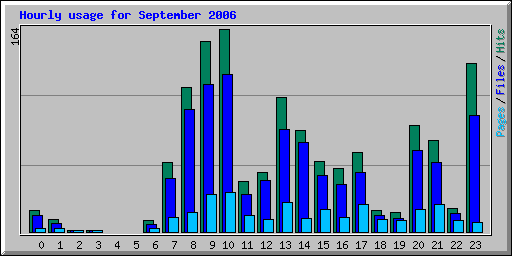 Hourly usage for September 2006
164
Pages / Files / Hits
0 1 2 3 4 5 6 7 8 9 10 11 12 13 14 15 16 17 18 19 20 21 22 23